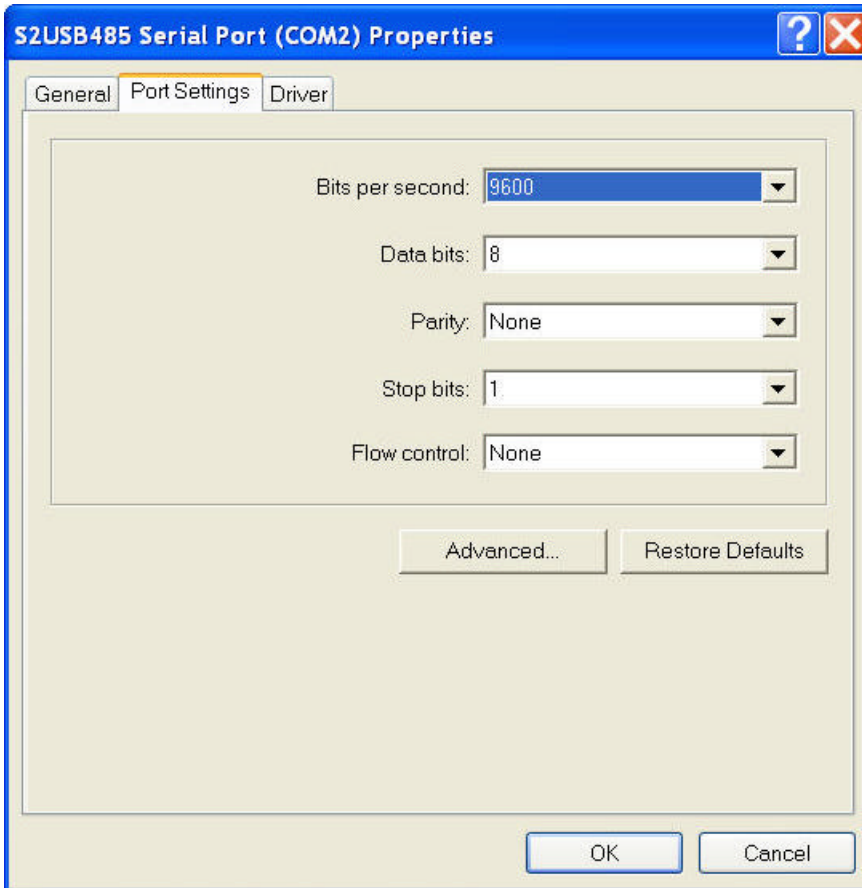 S2USB485 Serial Port (COM2) Properties
General Port Settings Driver
Bits per second: 9600
Data bits: 8
Parity: None
Stop bits: 1
Flow control: None
Advanced... Restore Defaults
OK Cancel